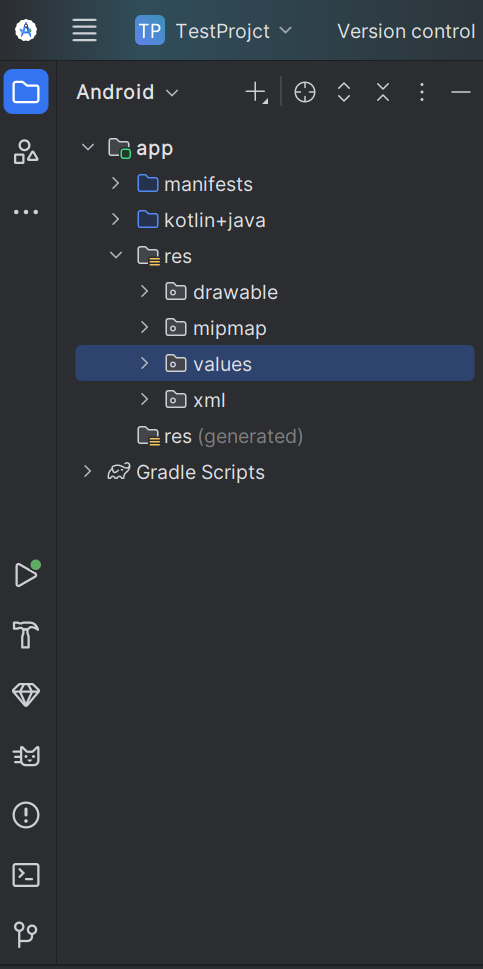 TP TestProjct Version control
Android
app
manifests
kotlin+java
res
drawable
mipmap
values
xml
res (generated)
Gradle Scripts